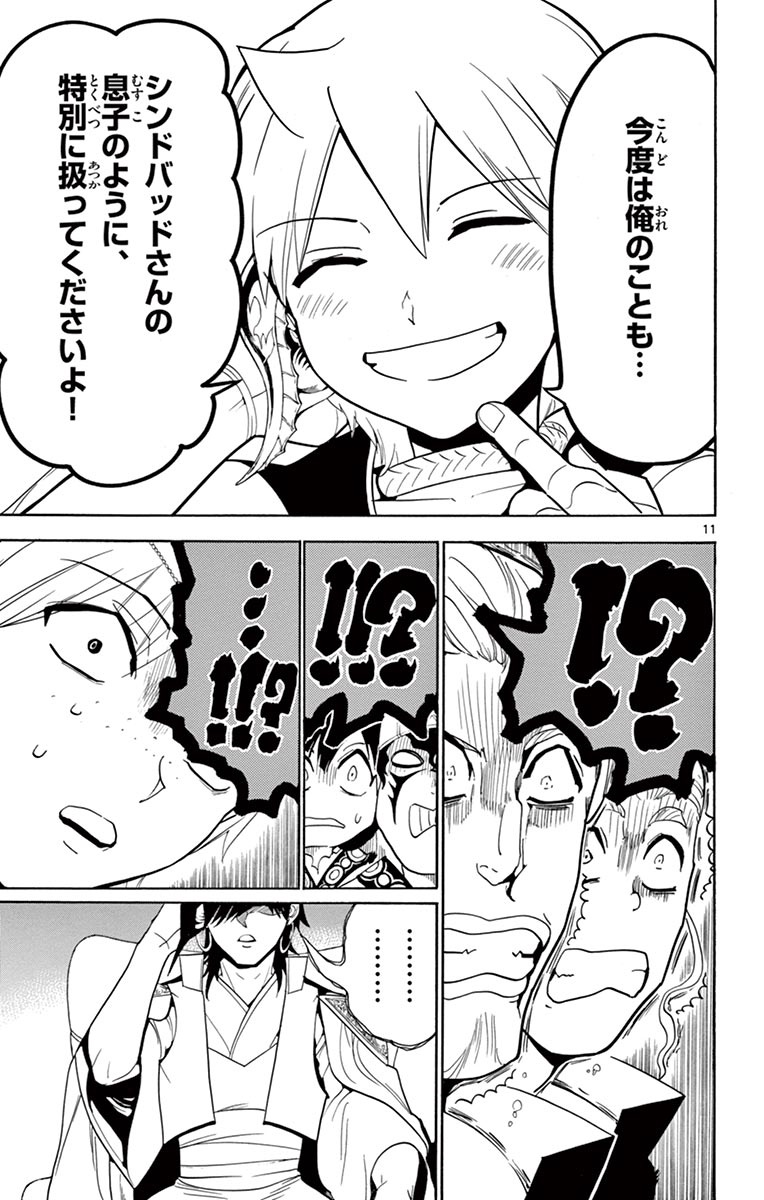 今度は俺のことも…
シンドバッドさんの
息子のように、
特別に扱ってくださいよ！
11
!?
!!?
…!!?
………